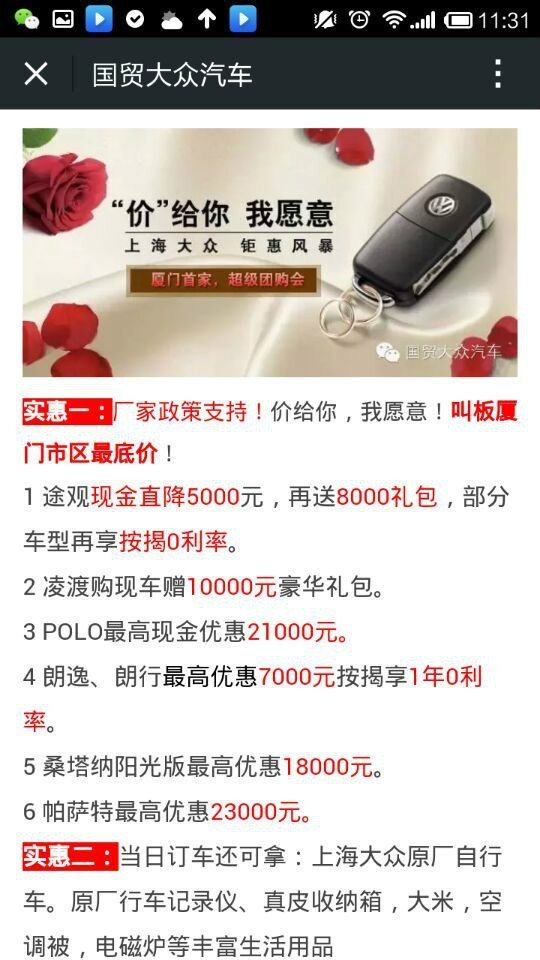 11:31
国贸大众汽车
“价”给你 我愿意
上海大众 钜惠风暴
厦门首家，超级团购会
国贸大众汽车
实惠一：厂家政策支持！价给你，我愿意！叫板厦
门市区最底价！
1 途观现金直降5000元，再送8000礼包，部分
车型再享按揭0利率。
2 凌渡购现车赠10000元豪华礼包。
3 POLO最高现金优惠21000元。
4 朗逸、朗行最高优惠7000元按揭享1年0利
率。
5 桑塔纳阳光版最高优惠18000元。
6 帕萨特最高优惠23000元。
实惠二：当日订车还可拿：上海大众原厂自行
车。原厂行车记录仪、真皮收纳箱，大米，空
调被，电磁炉等丰富生活用品